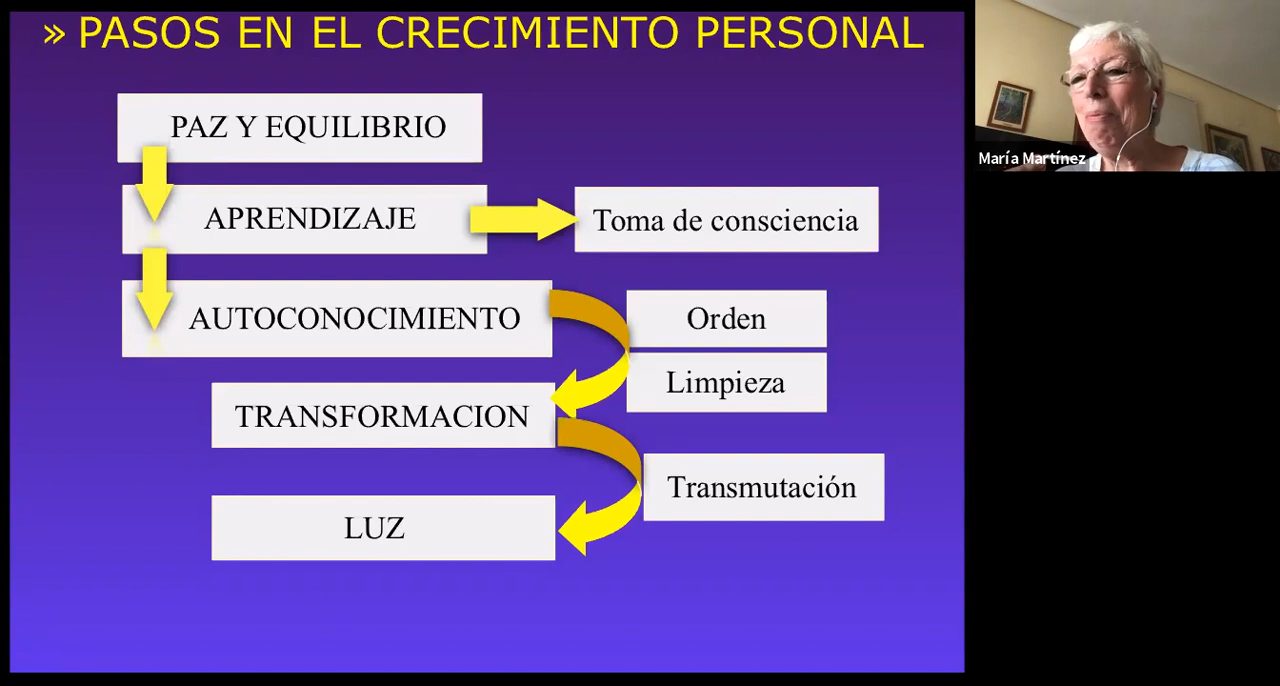 » PASOS EN EL CRECIMIENTO PERSONAL
PAZ Y EQUILIBRIO
APRENDIZAJE
Toma de consciencia
AUTOCONOCIMIENTO
Orden
Limpieza
TRANSFORMACION
Transmutación
LUZ
María Martínez